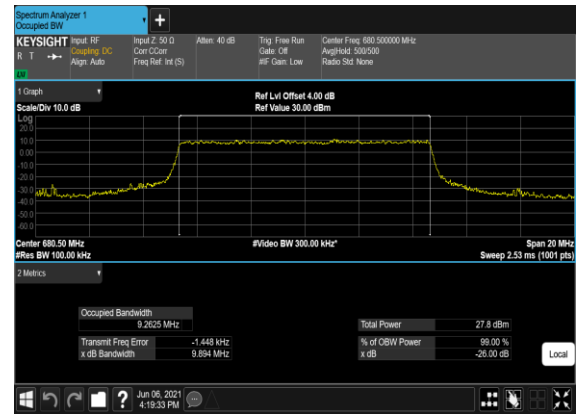 Spectrum Analyzer 1
Occupied BW
KEYSIGHT
R T
LV
Input: RF
Coupling: DC
Align: Auto
Input Z: 50 Ω
Corr CCorr
Freq Ref: Int (S)
Atten: 40 dB
Trig: Free Run
Gate: Off
#IF Gain: Low
Center Freq: 680.500000 MHz
Avg|Hold: 500/500
Radio Std: None
1 Graph
Scale/Div 10.0 dB
Ref Lvl Offset 4.00 dB
Ref Value 30.00 dBm
Log
20.0
10.0
0.00
-10.0
-20.0
-30.0
-40.0
-50.0
-60.0
Center 680.50 MHz
#Res BW 100.00 kHz
#Video BW 300.00 kHz*
Span 20 MHz
Sweep 2.53 ms (1001 pts)
2 Metrics
Occupied Bandwidth
9.2625 MHz
Transmit Freq Error -1.448 kHz
x dB Bandwidth 9.894 MHz
Total Power 27.8 dBm
% of OBW Power 99.00 %
x dB -26.00 dB
Local
?
Jun 06, 2021
4:19:33 PM